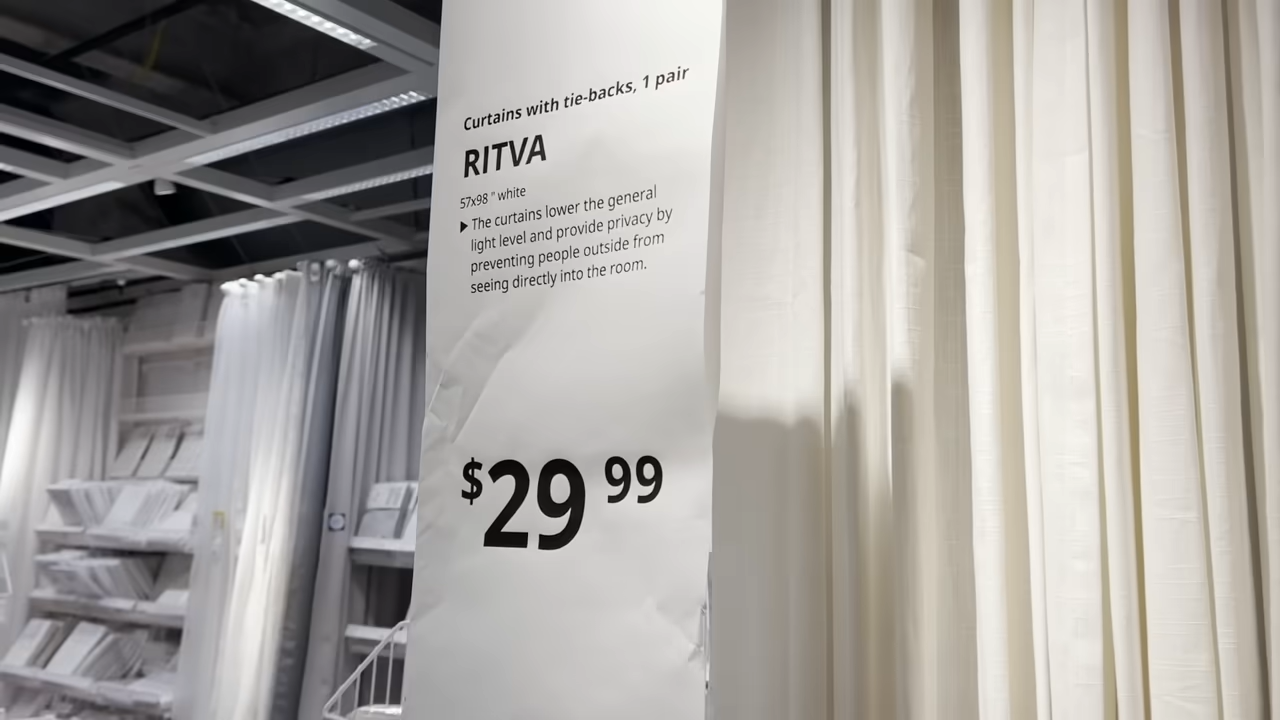 Curtains with tie-backs, 1 pair
RITVA
57x98 " white
▶ The curtains lower the general
light level and provide privacy by
preventing people outside from
seeing directly into the room.
$29 99